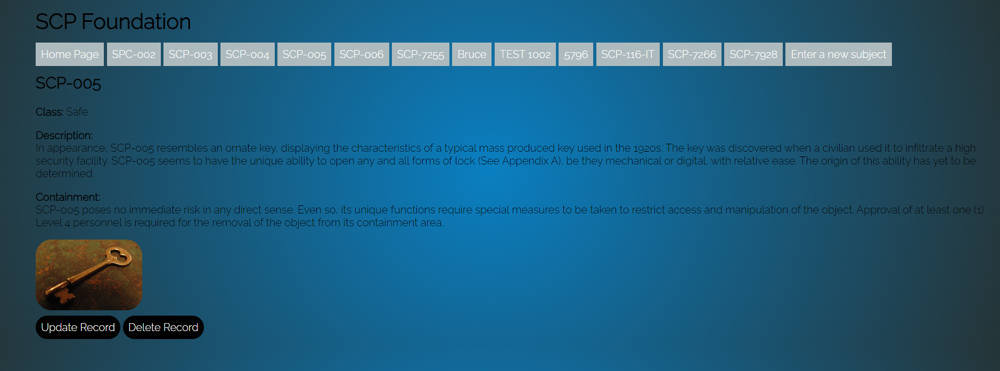 SCP Foundation
Home Page SPC-002 SCP-003 SCP-004 SCP-005 SCP-006 SCP-7255 Bruce TEST 1002 5796 SCP-116-IT SCP-7266 SCP-7928 Enter a new subject
SCP-005
Class: Safe
Description:
In appearance, SCP-005 resembles an ornate key, displaying the characteristics of a typical mass produced key used in the 1920s. The key was discovered when a civilian used it to infiltrate a high
security facility. SCP-005 seems to have the unique ability to open any and all forms of lock (See Appendix A), be they mechanical or digital, with relative ease. The origin of this ability has yet to be
determined.
Containment:
SCP-005 poses no immediate risk in any direct sense. Even so, its unique functions require special measures to be taken to restrict access and manipulation of the object. Approval of at least one (1)
Level 4 personnel is required for the removal of the object from its containment area.
Update Record Delete Record